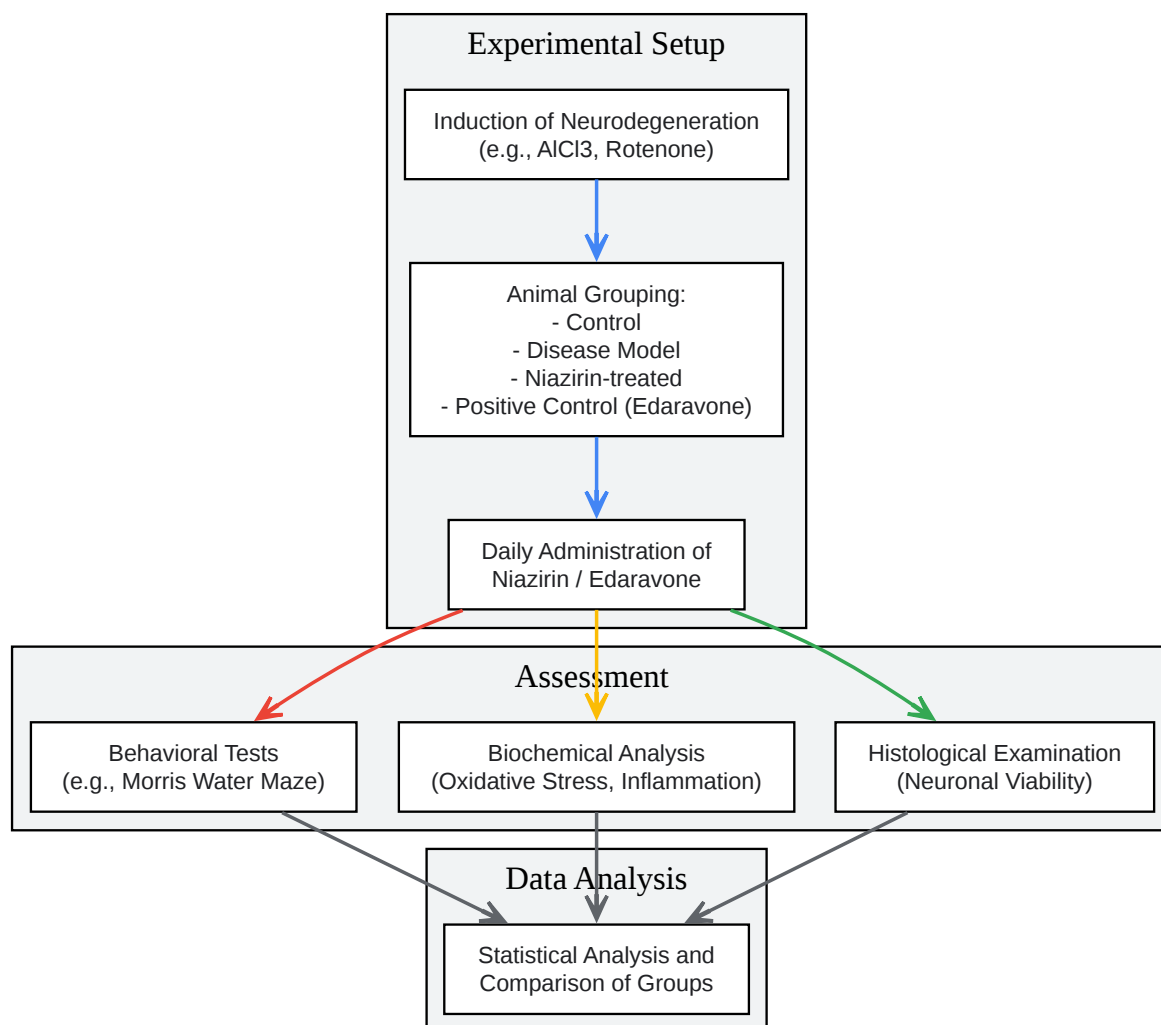 Experimental Setup
Induction of Neurodegeneration
(e.g., AlCl3, Rotenone)
Animal Grouping:
- Control
- Disease Model
- Niazirin-treated
- Positive Control (Edaravone)
Daily Administration of
Niazirin / Edaravone
Assessment
Behavioral Tests
(e.g., Morris Water Maze)
Biochemical Analysis
(Oxidative Stress, Inflammation)
Histological Examination
(Neuronal Viability)
Data Analysis
Statistical Analysis and
Comparison of Groups